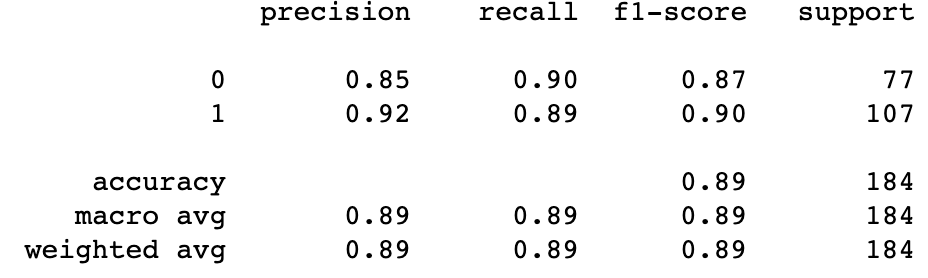 precision recall f1-score support
0 0.85 0.90 0.87 77
1 0.92 0.89 0.90 107
accuracy 0.89 184
macro avg 0.89 0.89 0.89 184
weighted avg 0.89 0.89 0.89 184